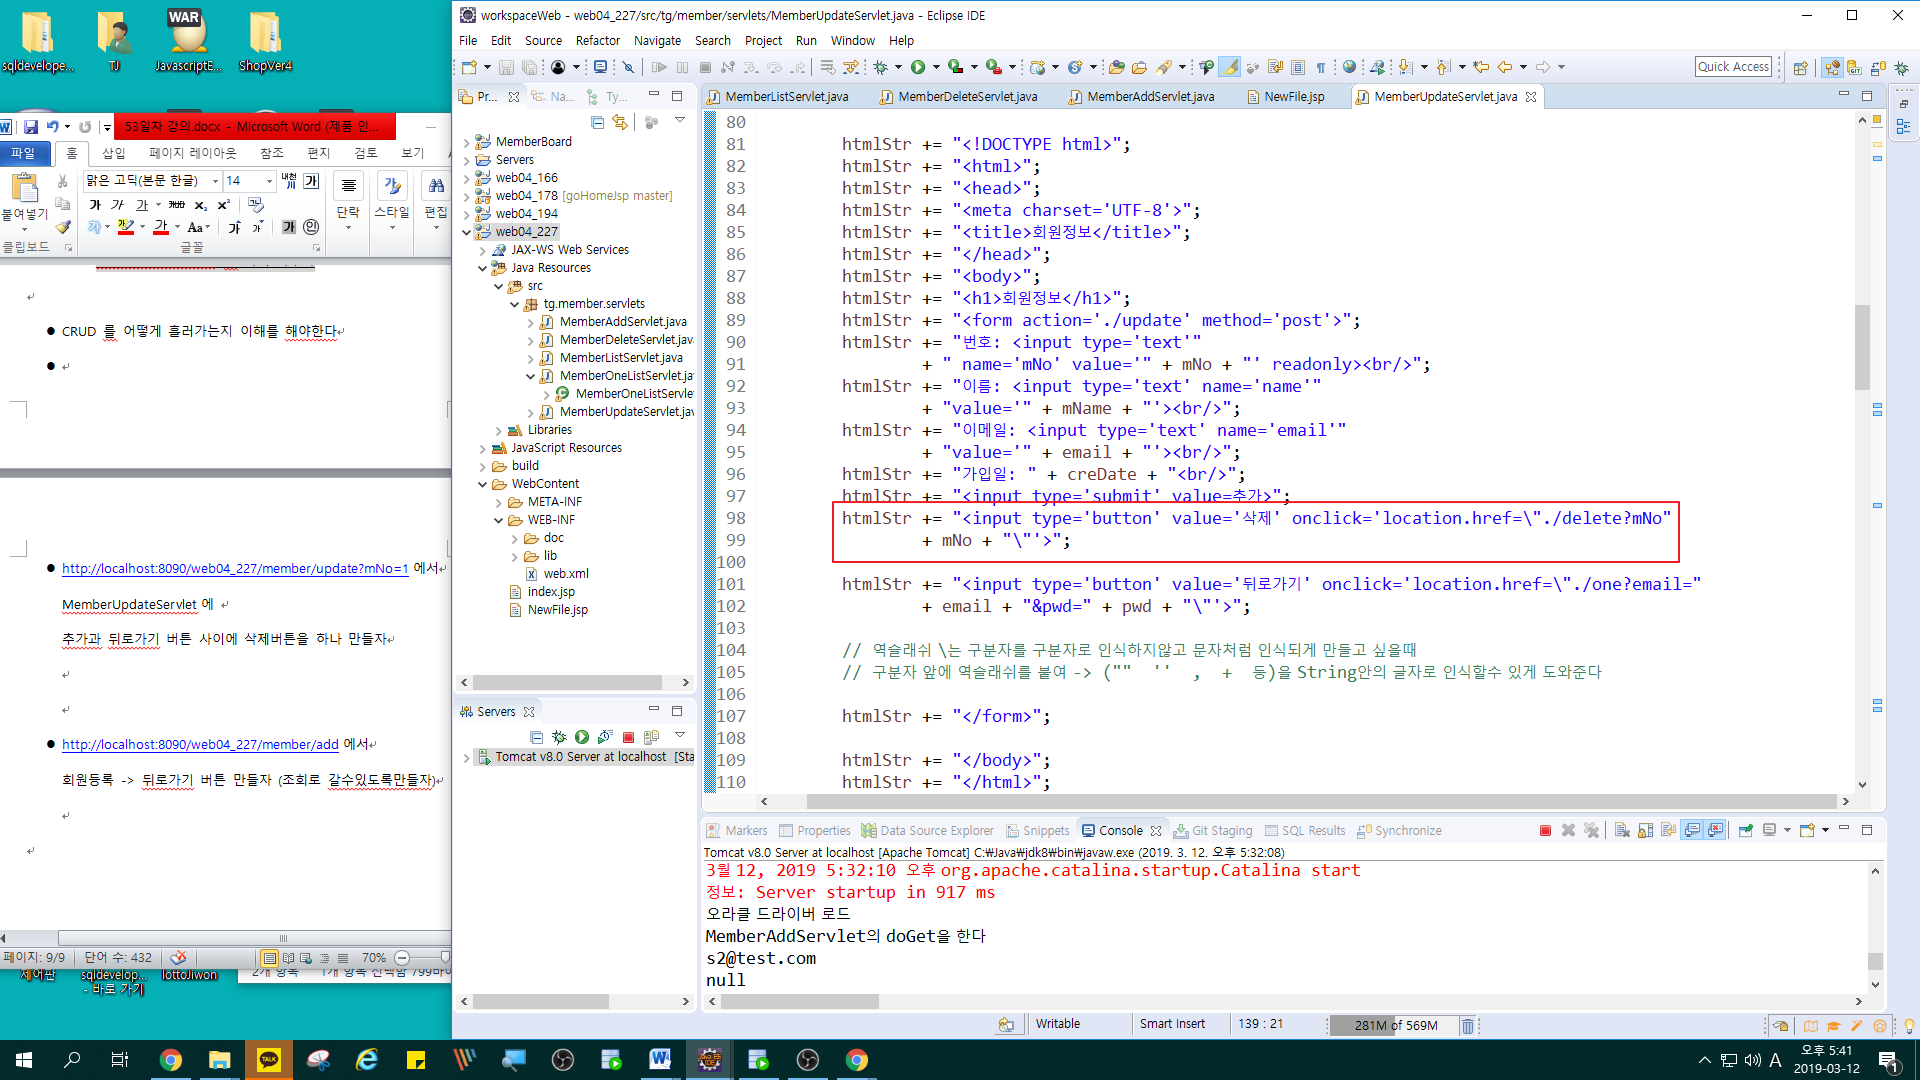 sqldevelope...
TJ
WAR
JavascriptE...
ShopVer4
53일차 강의.docx - Microsoft Word (제품 인...
파일
홈
삽입
페이지 레이아웃
참조
편지
검토
보기
붙여넣기
맑은 고딕(본문 한글)
14
단락
스타일
편집
클립보드
글꼴
CRUD 를 어떻게 흘러가는지 이해를 해야한다
http://localhost:8090/web04_227/member/update?mNo=1 에서
MemberUpdateServlet 에
추가과 뒤로가기 버튼 사이에 삭제버튼을 하나 만들자
http://localhost:8090/web04_227/member/add 에서
회원등록 -> 뒤로가기 버튼 만들자 (조회로 갈수있도록만들자)
페이지: 9/9
단어 수: 432
70%
제어판
sqldevelop...
- 바로 가기
lottoJiwon
2개 항목
1개 항목 선택함 799바이
workspaceWeb - web04_227/src/tg/member/servlets/MemberUpdateServlet.java - Eclipse IDE
File Edit Source Refactor Navigate Search Project Run Window Help
Quick Access
Pr...
Na...
Ty...
MemberBoard
Servers
web04_166
web04_178 [goHomeJsp master]
web04_194
web04_227
JAX-WS Web Services
Java Resources
src
tg.member.servlets
MemberAddServlet.java
MemberDeleteServlet.java
MemberListServlet.java
MemberOneListServlet.ja
MemberOneListServle
MemberUpdateServlet.jav
Libraries
JavaScript Resources
build
WebContent
META-INF
WEB-INF
doc
lib
web.xml
index.jsp
NewFile.jsp
Servers
Tomcat v8.0 Server at localhost [Sta
MemberListServlet.java
MemberDeleteServlet.java
MemberAddServlet.java
NewFile.jsp
MemberUpdateServlet.java
80
81 htmlStr += "<!DOCTYPE html>";
82 htmlStr += "<html>";
83 htmlStr += "<head>";
84 htmlStr += "<meta charset='UTF-8'>";
85 htmlStr += "<title>회원정보</title>";
86 htmlStr += "</head>";
87 htmlStr += "<body>";
88 htmlStr += "<h1>회원정보</h1>";
89 htmlStr += "<form action='./update' method='post'>";
90 htmlStr += "번호: <input type='text'"
91 + " name='mNo' value='" + mNo + "' readonly><br/>";
92 htmlStr += "이름: <input type='text' name='name'"
93 + "value='" + mName + "'><br/>";
94 htmlStr += "이메일: <input type='text' name='email'"
95 + "value='" + email + "'><br/>";
96 htmlStr += "가입일: " + creDate + "<br/>";
97 htmlStr += "<input type='submit' value=추가>";
98 htmlStr += "<input type='button' value='삭제' onclick='location.href=\"./delete?mNo"
99 + mNo + "\"'>";
100
101 htmlStr += "<input type='button' value='뒤로가기' onclick='location.href=\"./one?email="
102 + email + "&pwd=" + pwd + "\"'>";
103
104 // 역슬래쉬 \는 구분자를 구분자로 인식하지않고 문자처럼 인식되게 만들고 싶을때
105 // 구분자 앞에 역슬래쉬를 붙여 -> ("" '' , + 등)을 String안의 글자로 인식할수 있게 도와준다
106
107 htmlStr += "</form>";
108
109 htmlStr += "</body>";
110 htmlStr += "</html>";
Markers
Properties
Data Source Explorer
Snippets
Console
Git Staging
SQL Results
Synchronize
Tomcat v8.0 Server at localhost [Apache Tomcat] C:₩Java₩jdk8₩bin₩javaw.exe (2019. 3. 12. 오후 5:32:08)
3월 12, 2019 5:32:10 오후 org.apache.catalina.startup.Catalina start
정보: Server startup in 917 ms
오라클 드라이버 로드
MemberAddServlet의 doGet을 한다
s2@test.com
null
Writable
Smart Insert
139 : 21
281M of 569M
TALK
A
오후 5:41
2019-03-12
1